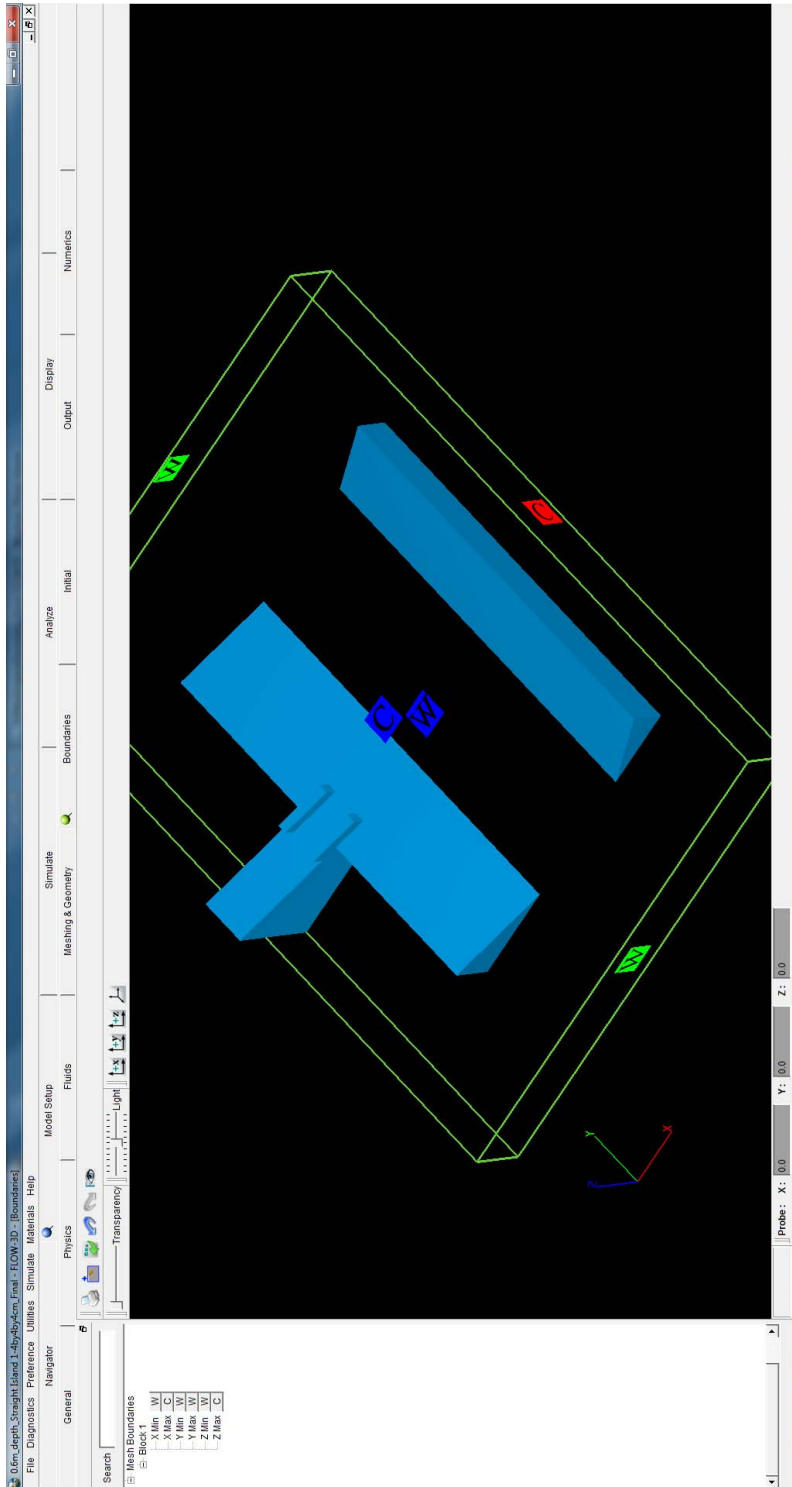 0.6m_depth_Straight Island 1-4by4by4cm_Final - FLOW-3D - [Boundaries]
File Diagnostics Preference Utilities Simulate Materials Help
Navigator Model Setup Simulate Analyze Display
General Physics Fluids Meshing & Geometry Boundaries Initial Output Numerics
Search
Transparency Light +x +y +z
Mesh Boundaries
Block 1
X Min W
X Max C
Y Min W
Y Max W
Z Min W
Z Max C
W
C
C
W
W
Z
Y
X
Probe: X: 0.0 Y: 0.0 Z: 0.0